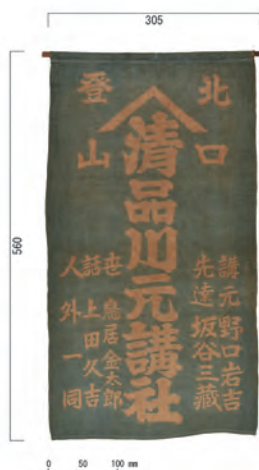 305
560
北口
登山
清品川元講社
講元 野口岩吉
先達 坂谷三藏
世話人
鳥居金太郎
上田久吉
外一同
0 50 100 mm